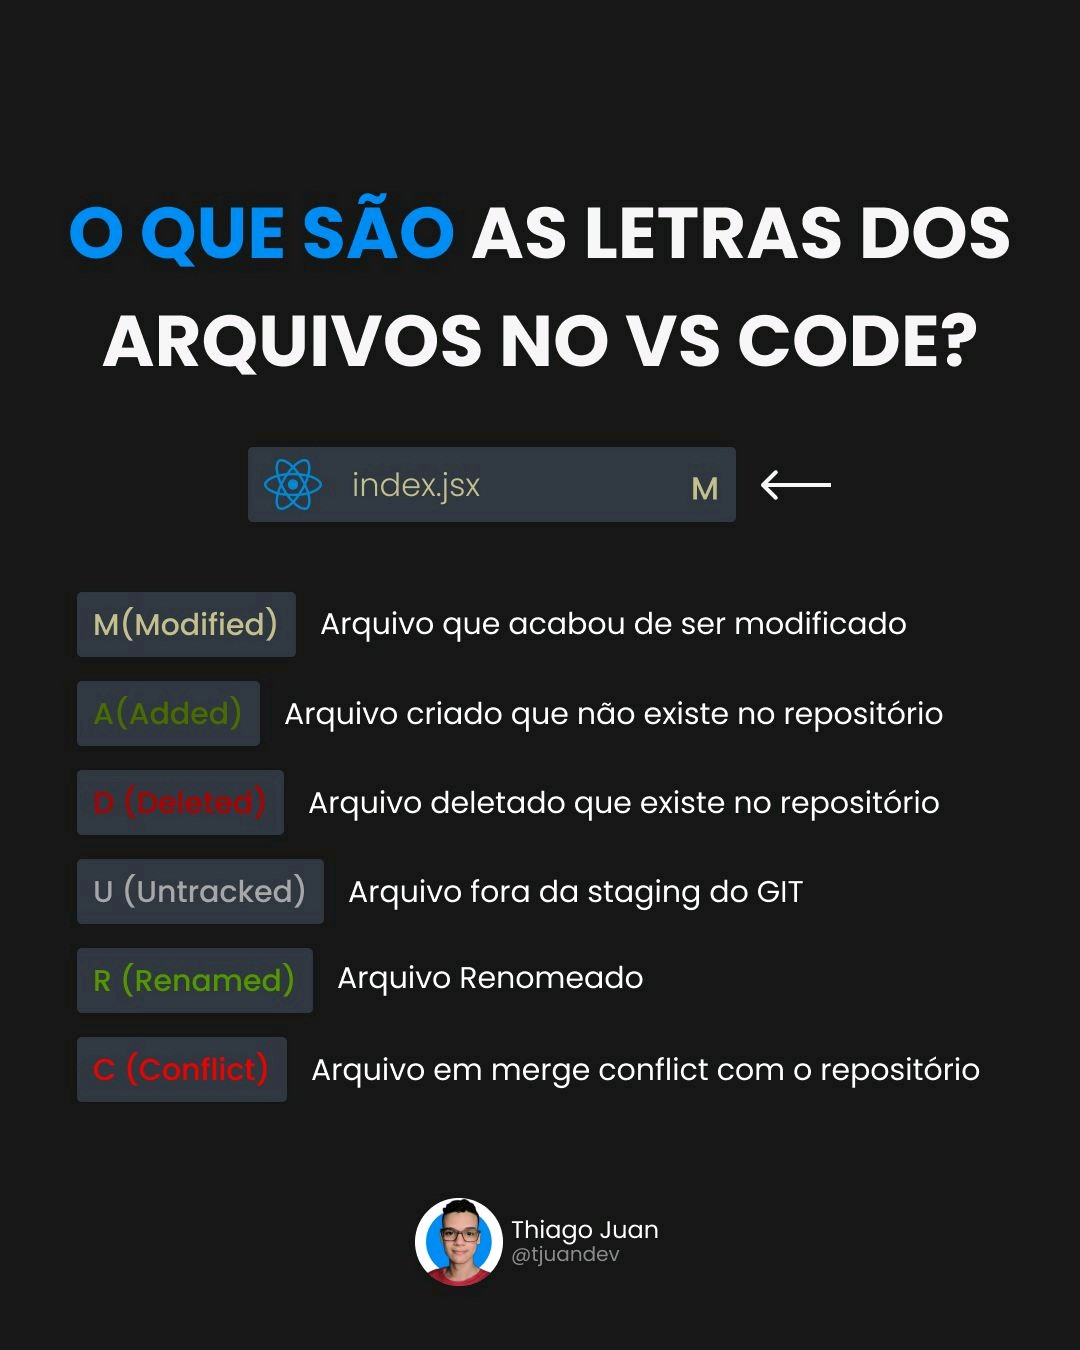 O QUE SÃO AS LETRAS DOS
ARQUIVOS NO VS CODE?
index.jsx M
M(Modified) Arquivo que acabou de ser modificado
A(Added) Arquivo criado que não existe no repositório
D (Deleted) Arquivo deletado que existe no repositório
U (Untracked) Arquivo fora da staging do GIT
R (Renamed) Arquivo Renomeado
C (Conflict) Arquivo em merge conflict com o repositório
Thiago Juan
@tjuandev